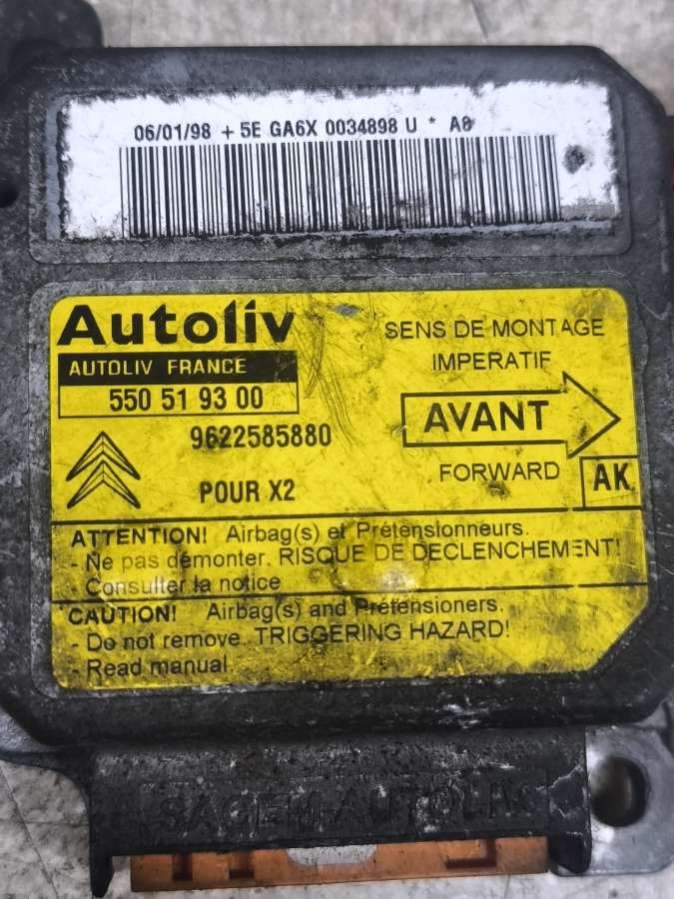 06/01/98 + 5E GA6X 0034898 U * A8
Autoliv
AUTOLIV FRANCE
550 51 93 00
9622585880
POUR X2
SENS DE MONTAGE
IMPERATIF
AVANT
FORWARD
AK
ATTENTION! Airbag(s) et Prétensionneurs.
- Ne pas démonter. RISQUE DE DECLENCHEMENT!
- Consulter la notice
CAUTION! Airbag(s) and Pretensioners.
- Do not remove. TRIGGERING HAZARD!
- Read manual.
SAGEM-AUTOLIV